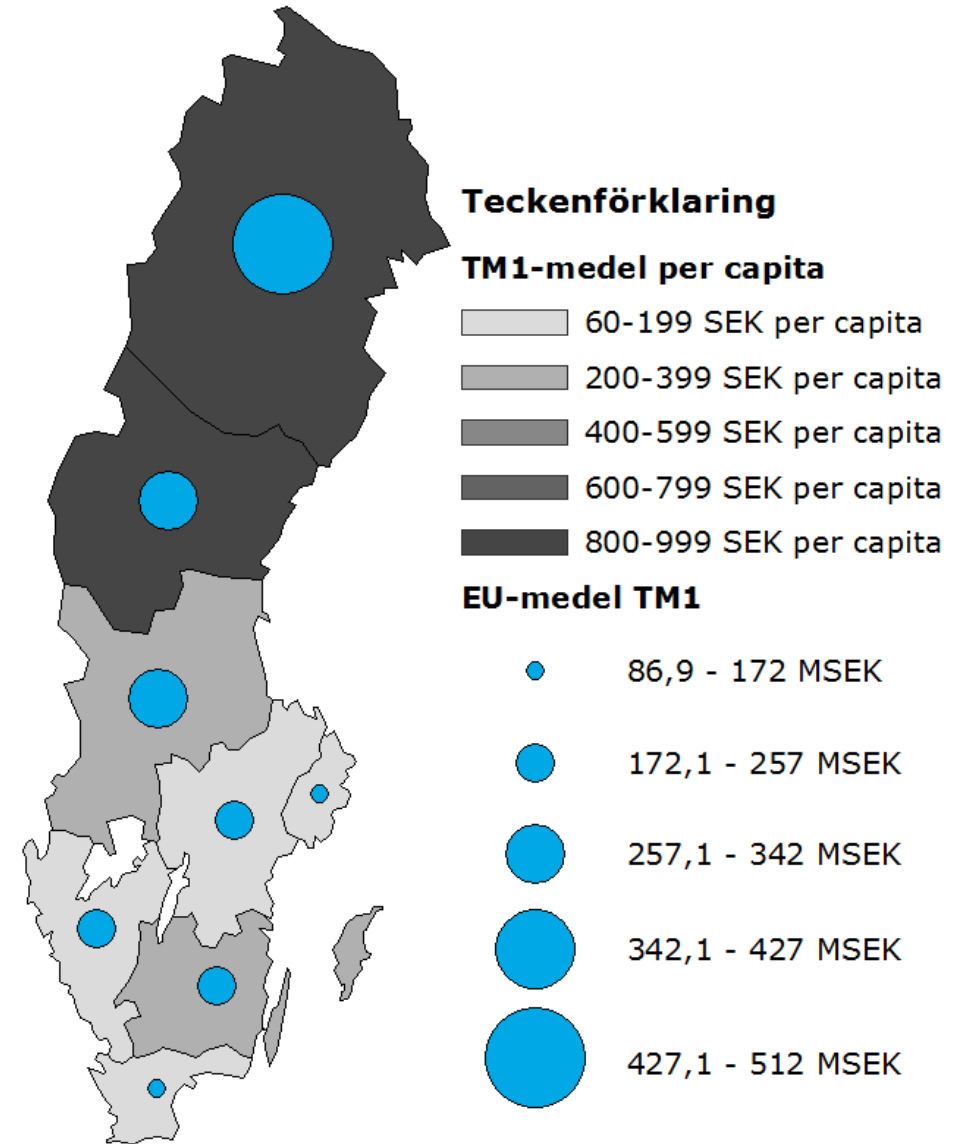 Teckenförklaring
TM1-medel per capita
60-199 SEK per capita
200-399 SEK per capita
400-599 SEK per capita
600-799 SEK per capita
800-999 SEK per capita
EU-medel TM1
86,9 - 172 MSEK
172,1 - 257 MSEK
257,1 - 342 MSEK
342,1 - 427 MSEK
427,1 - 512 MSEK